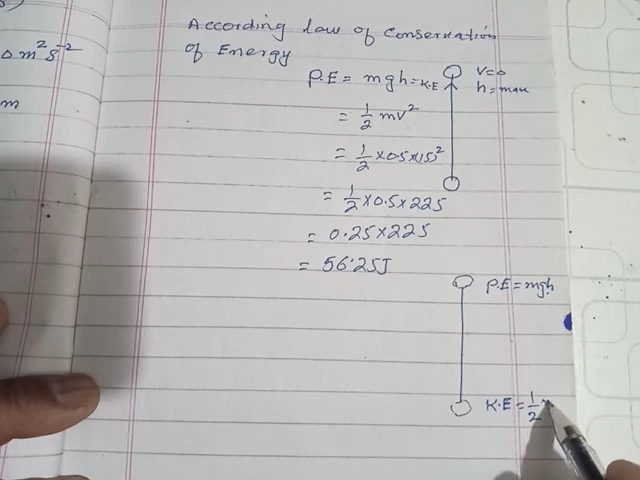 According law of Conservation
of Energy
0 m²s⁻²
m
P.E = mgh = K.E
V=0
h = max
= 1/2 mv²
= 1/2 × 0.5 × 15²
= 1/2 × 0.5 × 225
= 0.25 × 225
= 56.25J
P.E = mgh
K.E = 1/2